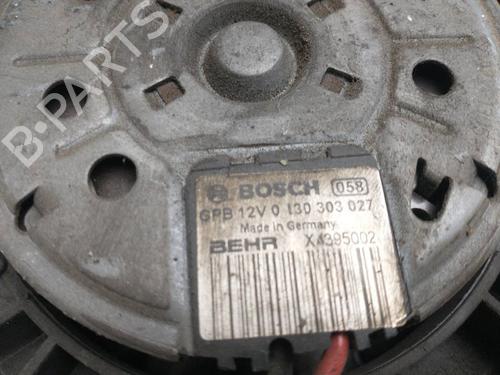 B-PARTS
BOSCH 058
GPB 12V 0 130 303 027
Made in Germany
BEHR X4395002